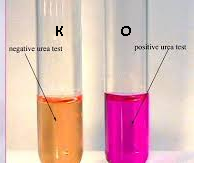 K O
negative urea test
positive urea test